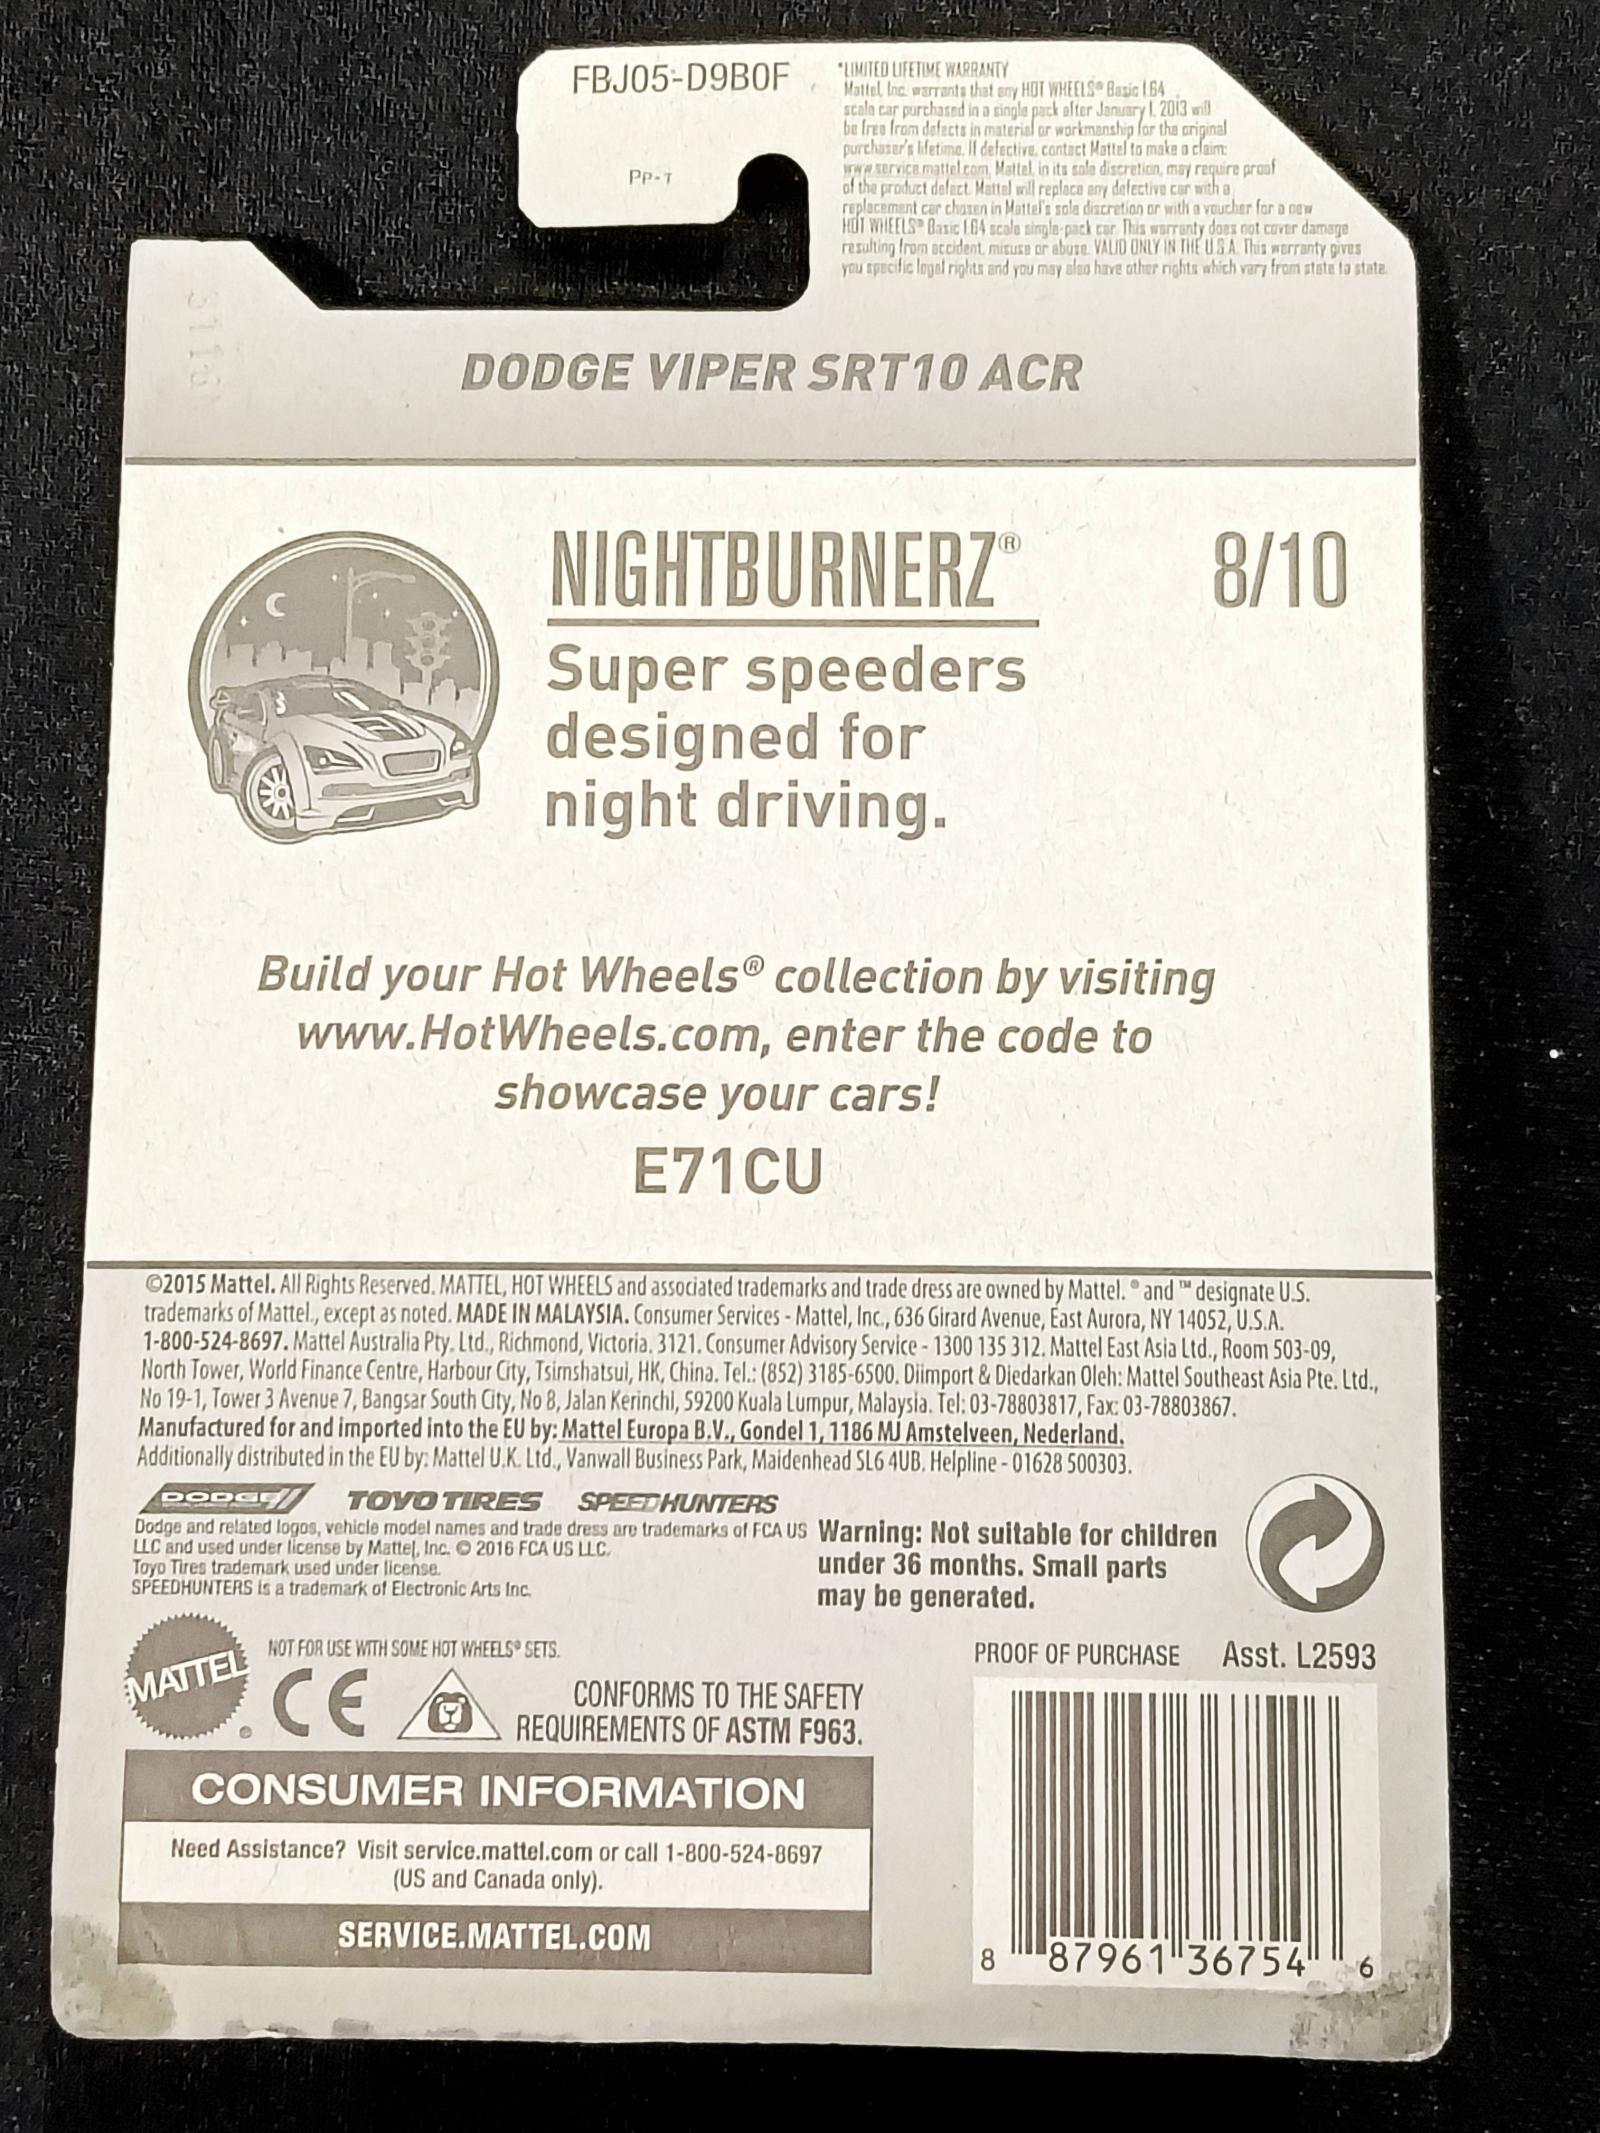 FBJ05-D9B0F
PP-T
*LIMITED LIFETIME WARRANTY
Mattel, Inc. warrants that any HOT WHEELS® Basic 1:64
scale car purchased in a single pack after January 1, 2013 will
be free from defects in material or workmanship for the original
purchaser's lifetime. If defective, contact Mattel to make a claim:
www.service.mattel.com. Mattel, in its sole discretion, may require proof
of the product defect. Mattel will replace any defective car with a
replacement car chosen in Mattel's sole discretion or with a voucher for a new
HOT WHEELS® Basic 1:64 scale single-pack car. This warranty does not cover damage
resulting from accident, misuse or abuse. VALID ONLY IN THE U.S.A. This warranty gives
you specific legal rights and you may also have other rights which vary from state to state.
DODGE VIPER SRT10 ACR
NIGHTBURNERZ®
8/10
Super speeders
designed for
night driving.
Build your Hot Wheels® collection by visiting
www.HotWheels.com, enter the code to
showcase your cars!
E71CU
©2015 Mattel. All Rights Reserved. MATTEL, HOT WHEELS and associated trademarks and trade dress are owned by Mattel. ® and ™ designate U.S.
trademarks of Mattel., except as noted. MADE IN MALAYSIA. Consumer Services - Mattel, Inc., 636 Girard Avenue, East Aurora, NY 14052, U.S.A.
1-800-524-8697. Mattel Australia Pty. Ltd., Richmond, Victoria. 3121. Consumer Advisory Service - 1300 135 312. Mattel East Asia Ltd., Room 503-09,
North Tower, World Finance Centre, Harbour City, Tsimshatsui, HK, China. Tel.: (852) 3185-6500. Diimport & Diedarkan Oleh: Mattel Southeast Asia Pte. Ltd.,
No 19-1, Tower 3 Avenue 7, Bangsar South City, No 8, Jalan Kerinchi, 59200 Kuala Lumpur, Malaysia. Tel: 03-78803817, Fax: 03-78803867.
Manufactured for and imported into the EU by: Mattel Europa B.V., Gondel 1, 1186 MJ Amstelveen, Nederland.
Additionally distributed in the EU by: Mattel U.K. Ltd., Vanwall Business Park, Maidenhead SL6 4UB. Helpline - 01628 500303.
DODGE TOYO TIRES SPEEDHUNTERS
Dodge and related logos, vehicle model names and trade dress are trademarks of FCA US
LLC and used under license by Mattel, Inc. © 2016 FCA US LLC.
Toyo Tires trademark used under license.
SPEEDHUNTERS is a trademark of Electronic Arts Inc.
Warning: Not suitable for children
under 36 months. Small parts
may be generated.
MATTEL®
NOT FOR USE WITH SOME HOT WHEELS® SETS.
CE
CONFORMS TO THE SAFETY
REQUIREMENTS OF ASTM F963.
PROOF OF PURCHASE Asst. L2593
CONSUMER INFORMATION
Need Assistance? Visit service.mattel.com or call 1-800-524-8697
(US and Canada only).
SERVICE.MATTEL.COM
8 87961 36754 6